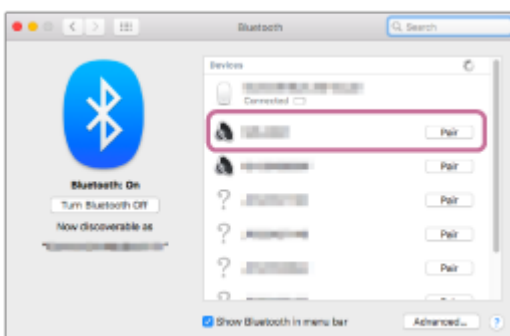 Bluetooth
Search
Devices
Connected
Pair
Pair
Pair
Pair
Pair
Bluetooth: On
Turn Bluetooth Off
Now discoverable as
Show Bluetooth in menu bar
Advanced...
?